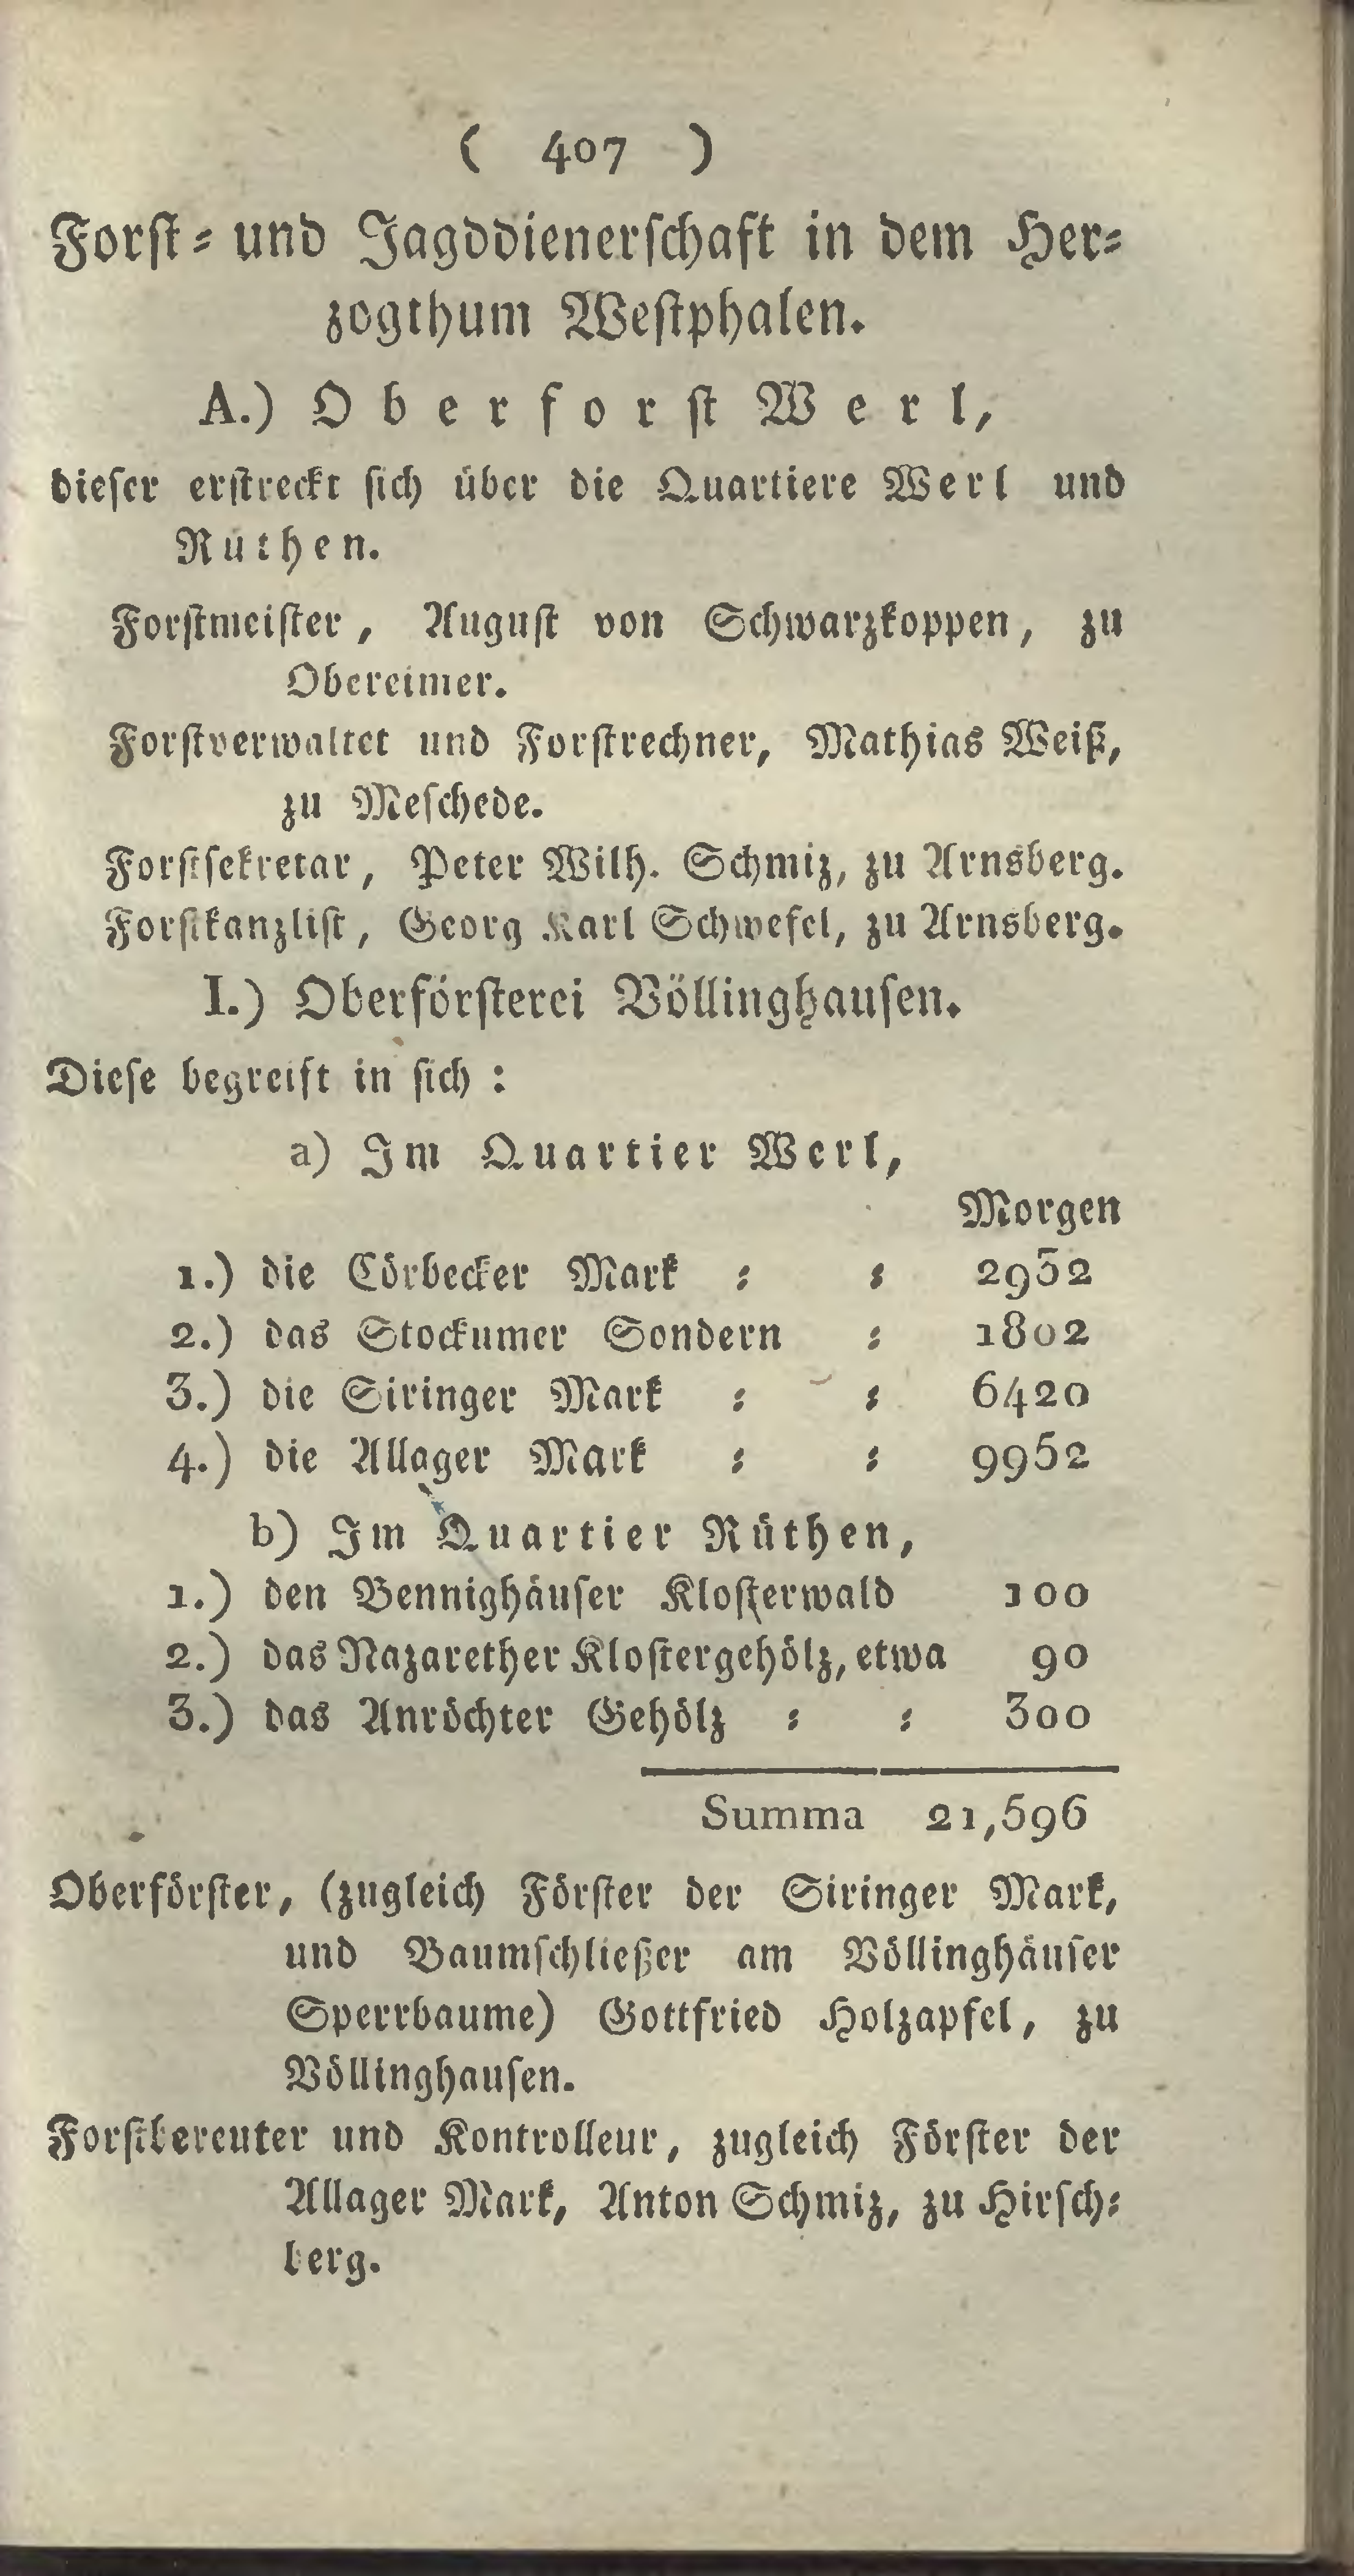 ( 407 )
Forst- und Jagddienerschaft in dem Her-
zogthum Westphalen.
A.) Oberforst Werl,
dieser erstreckt sich über die Quartiere Werl und
Rüthen.
Forstmeister, August von Schwarzkoppen, zu
Obereimer.
Forstverwaltet und Forstrechner, Mathias Weiß,
zu Meschede.
Forstsekretar, Peter Wilh. Schmiz, zu Arnsberg.
Forstkanzlist, Georg Karl Schwefel, zu Arnsberg.
I.) Oberförsterei Völlinghausen.
Diese begreift in sich :
a) Im Quartier Werl,
Morgen
1.) die Cörbecker Mark = = 2932
2.) das Stockumer Sondern = 1802
3.) die Siringer Mark = = 6420
4.) die Allager Mark = = 9952
b) Im Quartier Rüthen,
1.) den Bennighäuser Klosterwald 100
2.) das Nazarether Klostergehölz, etwa 90
3.) das Anröchter Gehölz = = 300
Summa 21,596
Oberförster, (zugleich Förster der Siringer Mark,
und Baumschließer am Völlinghäuser
Sperrbaume) Gottfried Holzapfel, zu
Völlinghausen.
Forstbereuter und Kontrolleur, zugleich Förster der
Allager Mark, Anton Schmiz, zu Hirsch-
berg.